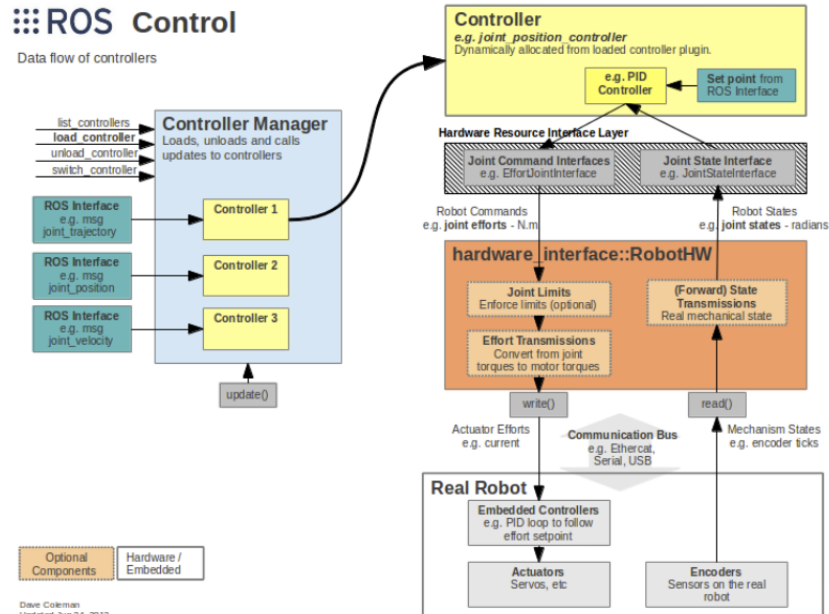 ROS Control
Data flow of controllers
list_controllers
load_controller
unload_controller
switch_controller
Controller Manager
Loads, unloads and calls
updates to controllers
ROS Interface
e.g. msg
joint_trajectory
Controller 1
ROS Interface
e.g. msg
joint_position
Controller 2
ROS Interface
e.g. msg
joint_velocity
Controller 3
update()
Controller
e.g. joint_position_controller
Dynamically allocated from loaded controller plugin.
e.g. PID
Controller
Set point from
ROS Interface
Hardware Resource Interface Layer
Joint Command Interfaces
e.g. EffortJointInterface
Joint State Interface
e.g. JointStateInterface
Robot Commands
e.g. joint efforts - N.m
Robot States
e.g. joint states - radians
hardware_interface::RobotHW
Joint Limits
Enforce limits (optional)
Effort Transmissions
Convert from joint
torques to motor torques
(Forward) State
Transmissions
Real mechanical state
write()
read()
Actuator Efforts
e.g. current
Communication Bus
e.g. Ethercat,
Serial, USB
Mechanism States
e.g. encoder ticks
Real Robot
Embedded Controllers
e.g. PID loop to follow
effort setpoint
Actuators
Servos, etc
Encoders
Sensors on the real
robot
Optional
Components
Hardware /
Embedded
Dave Coleman